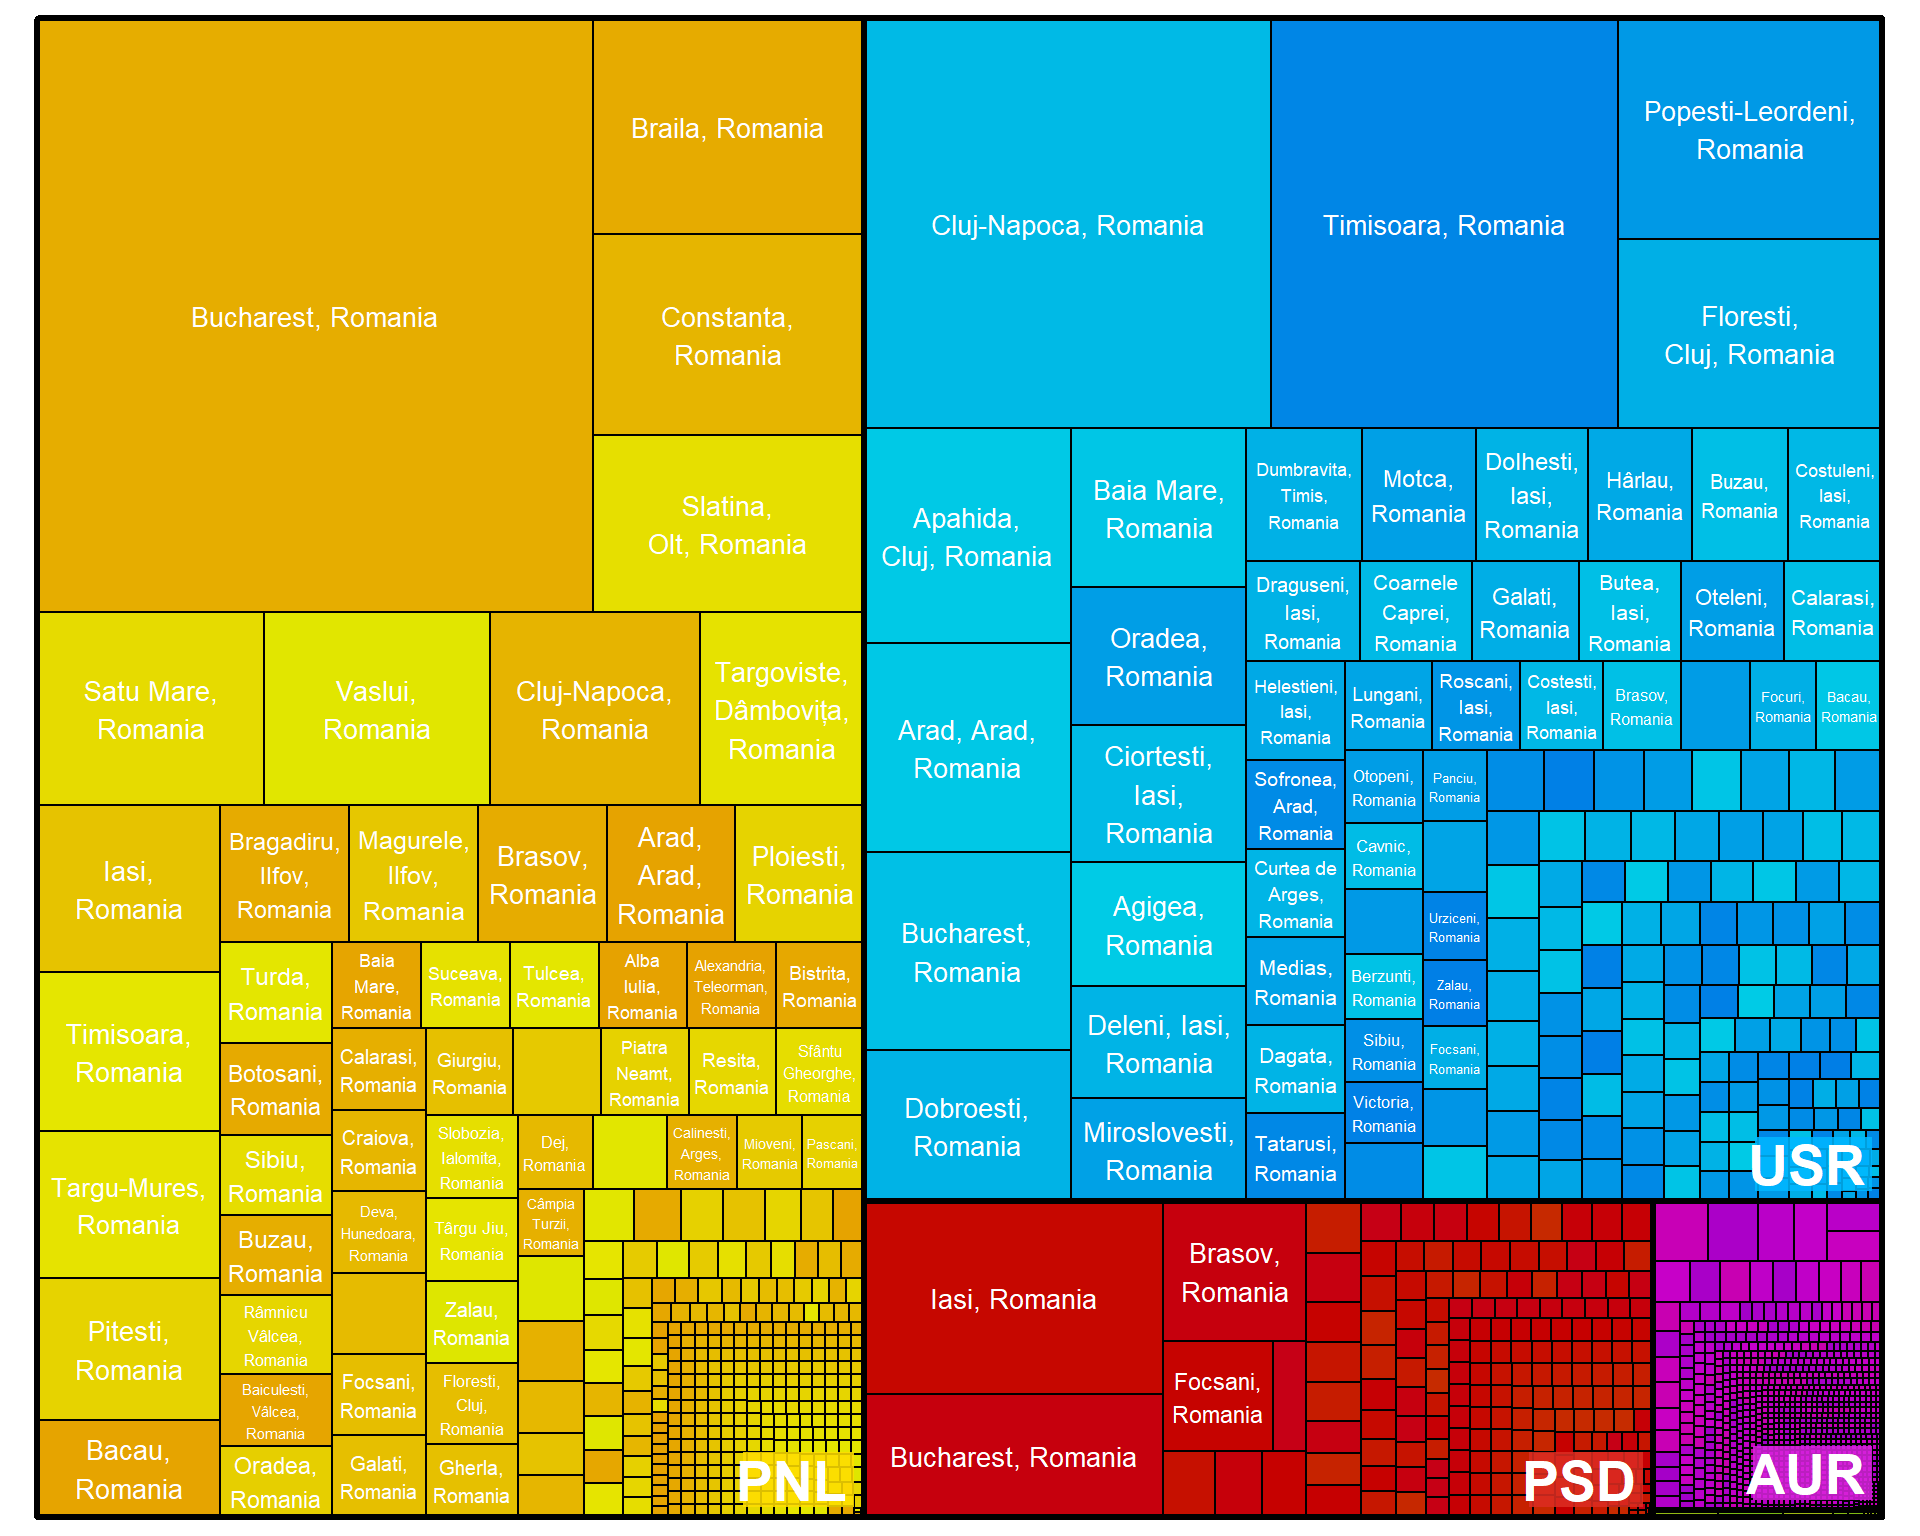 Bucharest, Romania
Braila, Romania
Constanta,
Romania
Slatina,
Olt, Romania
Satu Mare,
Romania
Vaslui,
Romania
Cluj-Napoca,
Romania
Targoviste,
Dâmbovița,
Romania
Iasi,
Romania
Timisoara,
Romania
Targu-Mures,
Romania
Pitesti,
Romania
Bacau,
Romania
Bragadiru,
Ilfov,
Romania
Magurele,
Ilfov,
Romania
Brasov,
Romania
Arad,
Arad,
Romania
Ploiesti,
Romania
Turda,
Romania
Botosani,
Romania
Sibiu,
Romania
Buzau,
Romania
Râmnicu
Vâlcea,
Romania
Baiculesti,
Vâlcea,
Romania
Oradea,
Romania
Baia
Mare,
Romania
Suceava,
Romania
Tulcea,
Romania
Alba
Iulia,
Romania
Alexandria,
Teleorman,
Romania
Bistrita,
Romania
Calarasi,
Romania
Craiova,
Romania
Deva,
Hunedoara,
Romania
Focsani,
Romania
Galati,
Romania
Giurgiu,
Romania
Piatra
Neamt,
Romania
Resita,
Romania
Sfântu
Gheorghe,
Romania
Slobozia,
Ialomita,
Romania
Târgu Jiu,
Romania
Zalau,
Romania
Floresti,
Cluj,
Romania
Gherla,
Romania
Dej,
Romania
Calinesti,
Arges,
Romania
Mioveni,
Romania
Pascani,
Romania
Câmpia
Turzii,
Romania
PNL
Cluj-Napoca, Romania
Timisoara, Romania
Popesti-Leordeni,
Romania
Floresti,
Cluj, Romania
Apahida,
Cluj, Romania
Arad, Arad,
Romania
Bucharest,
Romania
Dobroesti,
Romania
Baia Mare,
Romania
Oradea,
Romania
Ciortesti,
Iasi,
Romania
Agigea,
Romania
Deleni, Iasi,
Romania
Miroslovesti,
Romania
Dumbravita,
Timis,
Romania
Motca,
Romania
Dolhesti,
Iasi,
Romania
Hârlau,
Romania
Buzau,
Romania
Costuleni,
Iasi,
Romania
Draguseni,
Iasi,
Romania
Coarnele
Caprei,
Romania
Galati,
Romania
Butea,
Iasi,
Romania
Oteleni,
Romania
Calarasi,
Romania
Helestieni,
Iasi,
Romania
Lungani,
Romania
Roscani,
Iasi,
Romania
Costesti,
Iasi,
Romania
Brasov,
Romania
Focuri,
Romania
Bacau,
Romania
Sofronea,
Arad,
Romania
Curtea de
Arges,
Romania
Medias,
Romania
Dagata,
Romania
Tatarusi,
Romania
Otopeni,
Romania
Cavnic,
Romania
Berzunti,
Romania
Sibiu,
Romania
Victoria,
Romania
Panciu,
Romania
Urziceni,
Romania
Zalau,
Romania
Focsani,
Romania
USR
Iasi, Romania
Bucharest, Romania
Brasov,
Romania
Focsani,
Romania
PSD
AUR